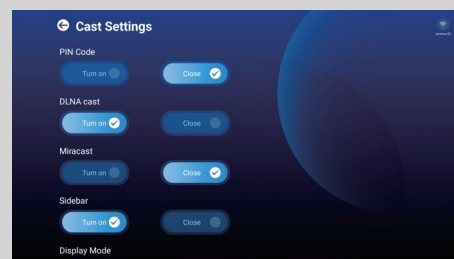 Cast Settings
PIN Code
Turn on Close
DLNA cast
Turn on Close
Miracast
Turn on Close
Sidebar
Turn on Close
Display Mode